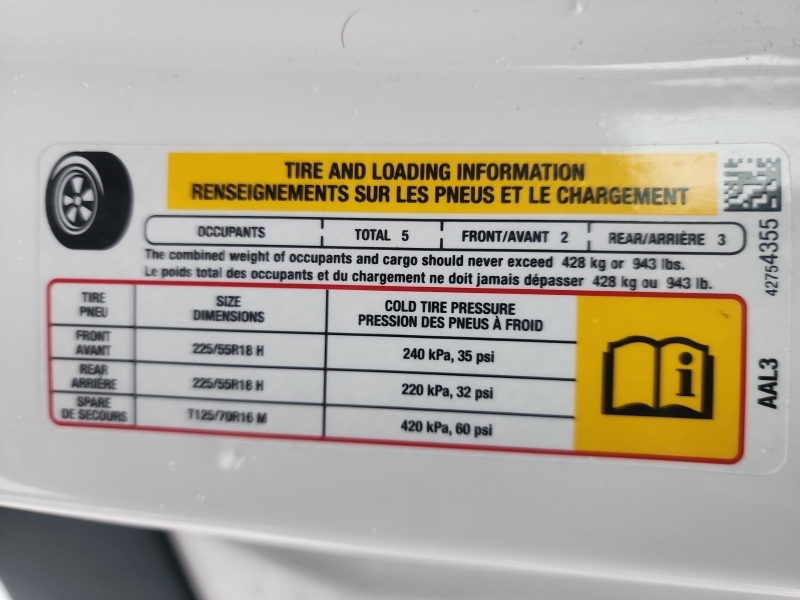 TIRE AND LOADING INFORMATION
RENSEIGNEMENTS SUR LES PNEUS ET LE CHARGEMENT
OCCUPANTS TOTAL 5 FRONT/AVANT 2 REAR/ARRIÈRE 3
The combined weight of occupants and cargo should never exceed 428 kg or 943 lbs.
Le poids total des occupants et du chargement ne doit jamais dépasser 428 kg ou 943 lb.
TIRE SIZE COLD TIRE PRESSURE
PNEU DIMENSIONS PRESSION DES PNEUS À FROID
FRONT
AVANT 225/55R18 H 240 kPa, 35 psi
REAR
ARRIÈRE 225/55R18 H 220 kPa, 32 psi
SPARE
DE SECOURS T125/70R16 M 420 kPa, 60 psi
i
42754355
AAL3